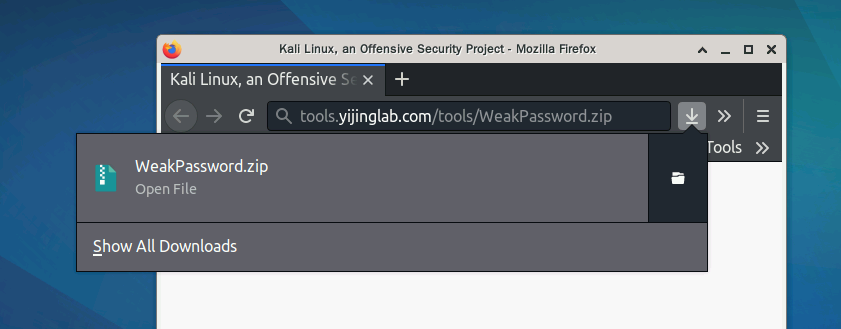 Kali Linux, an Offensive Security Project - Mozilla Firefox
Kali Linux, an Offensive Se
tools.yijinglab.com/tools/WeakPassword.zip
Tools
WeakPassword.zip
Open File
Show All Downloads